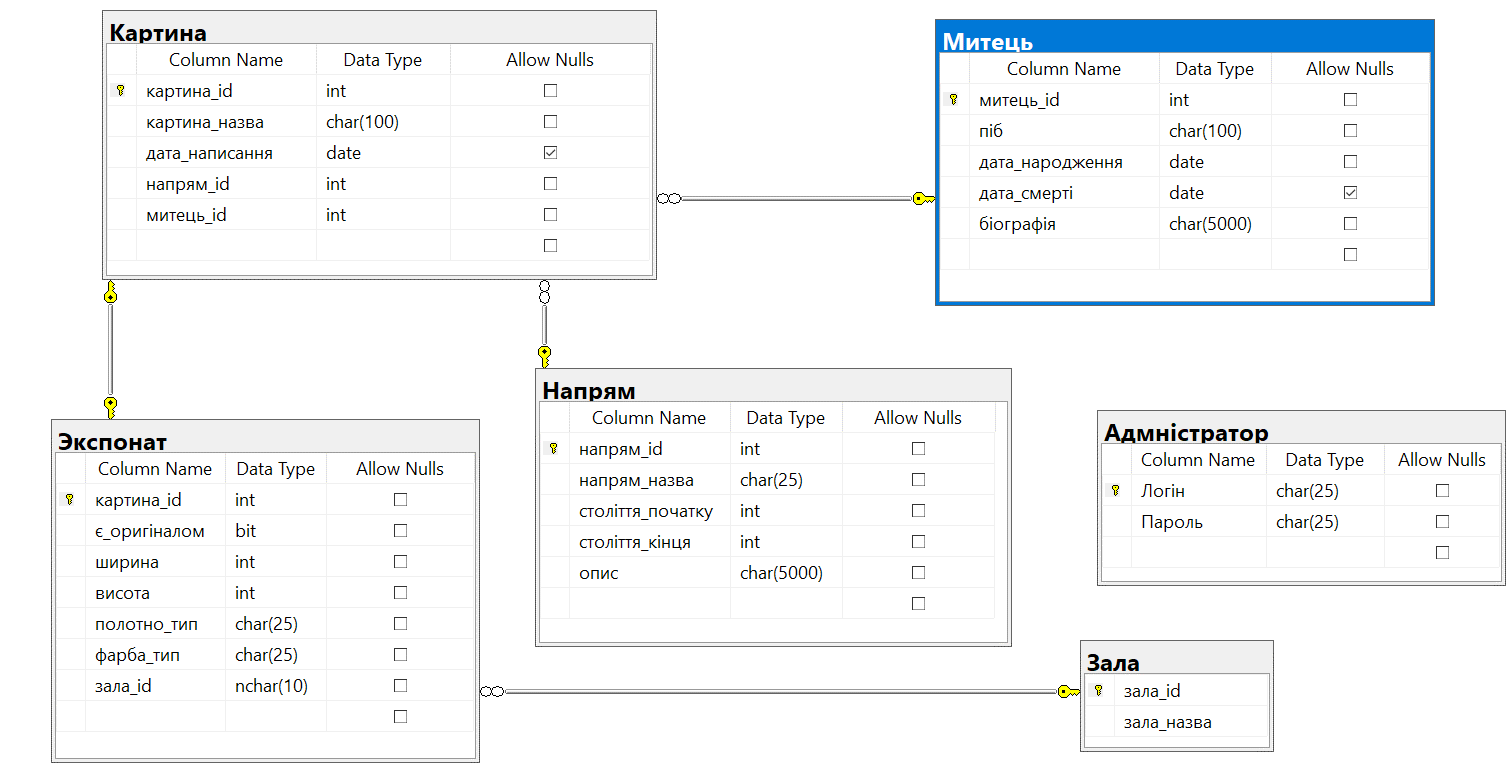 Картина
Column Name Data Type Allow Nulls
картина_id int
картина_назва char(100)
дата_написання date
напрям_id int
митець_id int
Митець
Column Name Data Type Allow Nulls
митець_id int
піб char(100)
дата_народження date
дата_смерті date
біографія char(5000)
Экспонат
Column Name Data Type Allow Nulls
картина_id int
є_оригіналом bit
ширина int
висота int
полотно_тип char(25)
фарба_тип char(25)
зала_id nchar(10)
Напрям
Column Name Data Type Allow Nulls
напрям_id int
напрям_назва char(25)
століття_початку int
століття_кінця int
опис char(5000)
Адмністратор
Column Name Data Type Allow Nulls
Логін char(25)
Пароль char(25)
Зала
зала_id
зала_назва